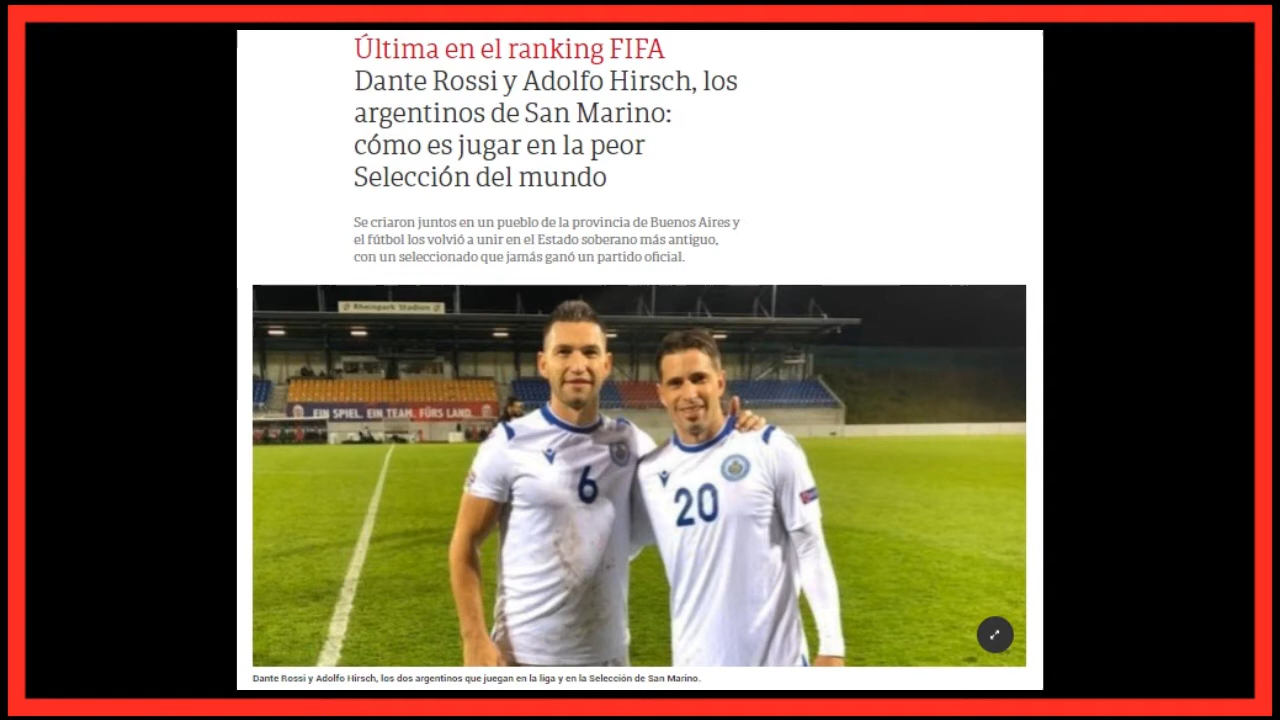 Última en el ranking FIFA
Dante Rossi y Adolfo Hirsch, los
argentinos de San Marino:
cómo es jugar en la peor
Selección del mundo
Se criaron juntos en un pueblo de la provincia de Buenos Aires y
el fútbol los volvió a unir en el Estado soberano más antiguo,
con un seleccionado que jamás ganó un partido oficial.
Rheinpark Stadion
EIN SPIEL. EIN TEAM. FÜRS LAND.
6
20
Dante Rossi y Adolfo Hirsch, los dos argentinos que juegan en la liga y en la Selección de San Marino.